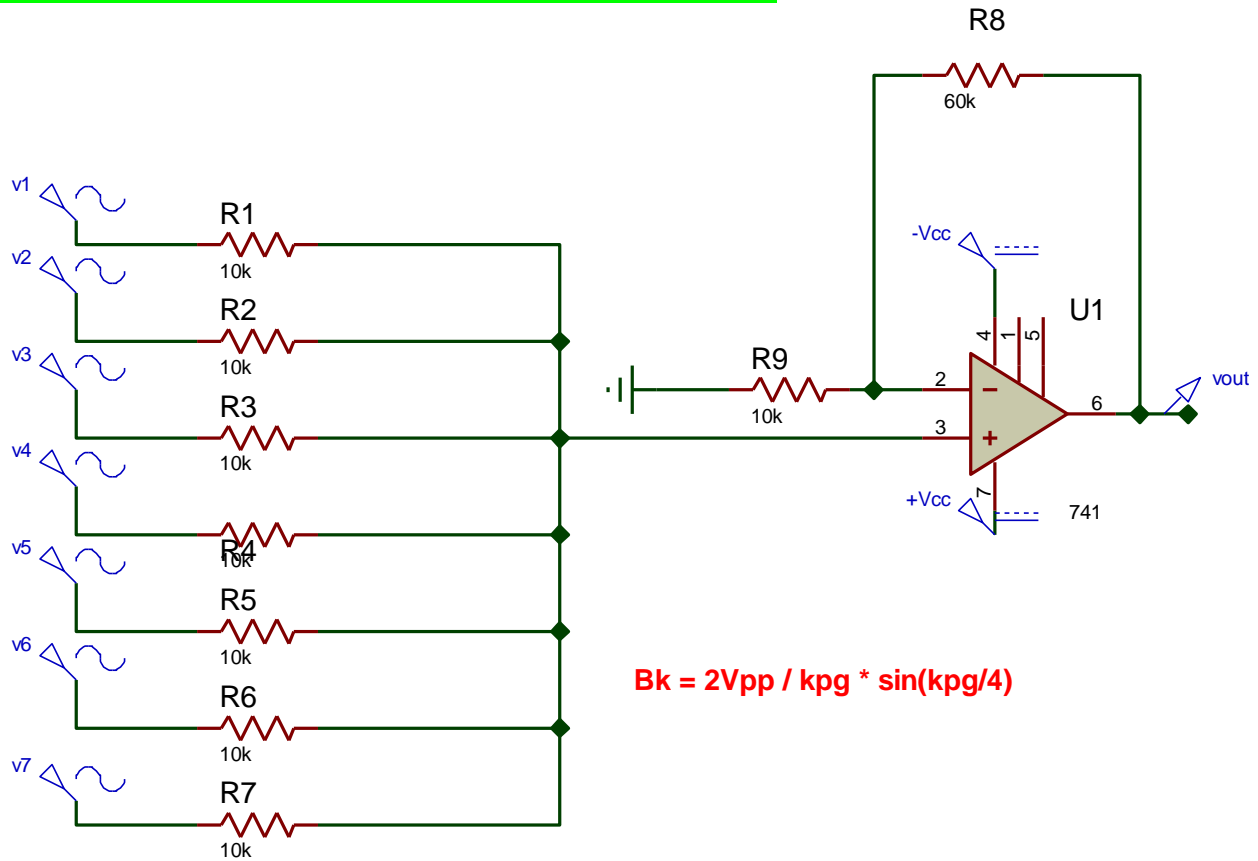 R8
60k
v1
R1
10k
v2
R2
10k
v3
R3
10k
v4
R4
10k
v5
R5
10k
v6
R6
10k
v7
R7
10k
R9
10k
-Vcc
U1
4
1
5
2
3
6
7
vout
+Vcc
741
Bk = 2Vpp / kpg * sin(kpg/4)